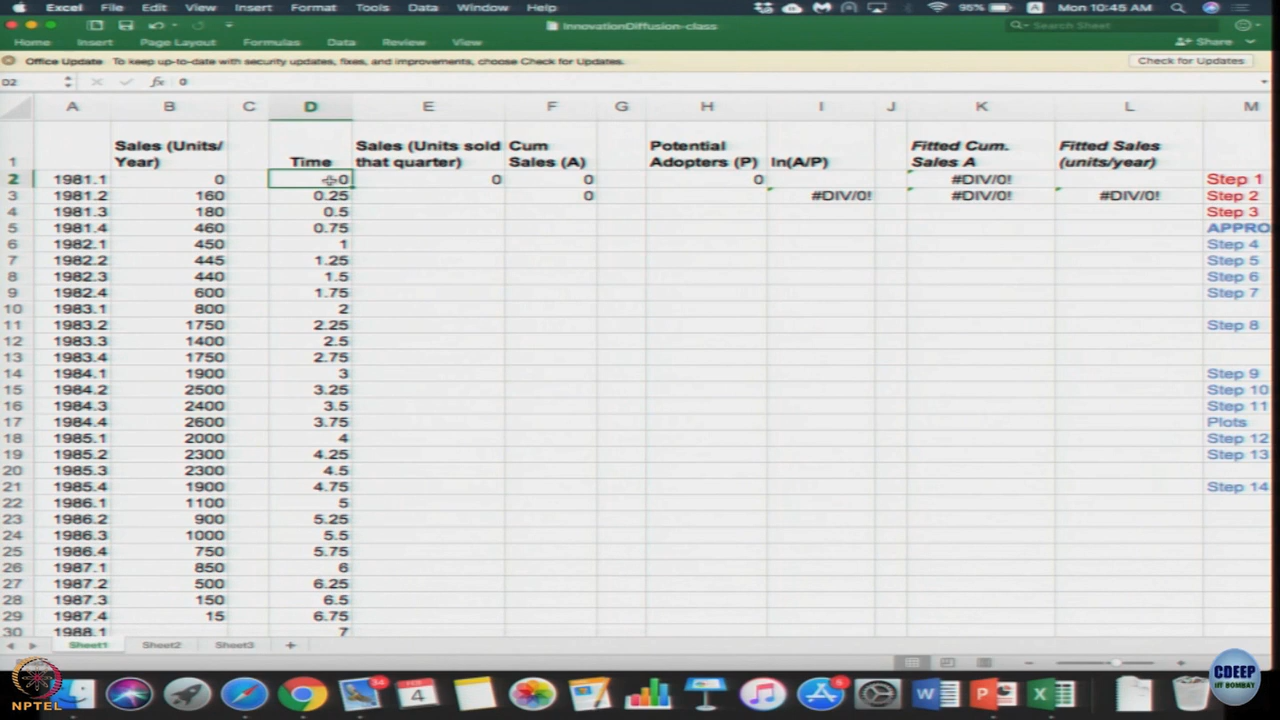 Excel File Edit View Insert Format Tools Data Window Help 95% Mon 10:45 AM
InnovationDiffusion-class Search Sheet
Home Insert Page Layout Formulas Data Review View Share
Office Update To keep up-to-date with security updates, fixes, and improvements, choose Check for Updates. Check for Updates
D2 fx 0
A B C D E F G H I J K L M
1 Sales (Units/ Year) Time Sales (Units sold that quarter) Cum Sales (A) Potential Adopters (P) ln(A/P) Fitted Cum. Sales A Fitted Sales (units/year)
2 1981.1 0 0 0 0 0 #DIV/0! Step 1
3 1981.2 160 0.25 0 #DIV/0! #DIV/0! #DIV/0! Step 2
4 1981.3 180 0.5 Step 3
5 1981.4 460 0.75 APPRO
6 1982.1 450 1 Step 4
7 1982.2 445 1.25 Step 5
8 1982.3 440 1.5 Step 6
9 1982.4 600 1.75 Step 7
10 1983.1 800 2
11 1983.2 1750 2.25 Step 8
12 1983.3 1400 2.5
13 1983.4 1750 2.75
14 1984.1 1900 3 Step 9
15 1984.2 2500 3.25 Step 10
16 1984.3 2400 3.5 Step 11
17 1984.4 2600 3.75 Plots
18 1985.1 2000 4 Step 12
19 1985.2 2300 4.25 Step 13
20 1985.3 2300 4.5
21 1985.4 1900 4.75 Step 14
22 1986.1 1100 5
23 1986.2 900 5.25
24 1986.3 1000 5.5
25 1986.4 750 5.75
26 1987.1 850 6
27 1987.2 500 6.25
28 1987.3 150 6.5
29 1987.4 15 6.75
30 1988.1 7
Sheet1 Sheet2 Sheet3 +
NPTEL
CDEEP
IIT BOMBAY
34 FEB 4 6 W P X